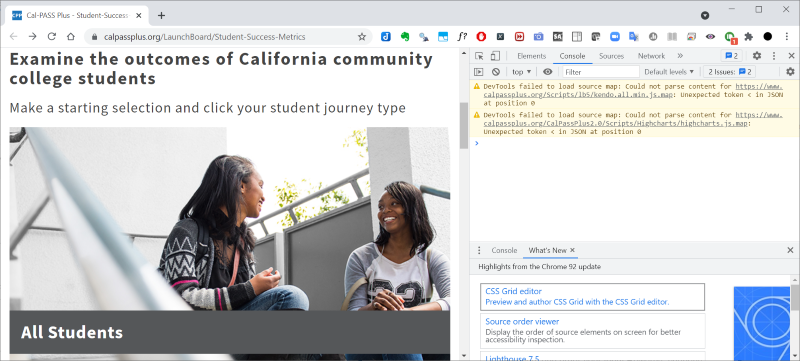 Cal-PASS Plus - Student-Success-
calpassplus.org/LaunchBoard/Student-Success-Metrics
Examine the outcomes of California community
college students
Make a starting selection and click your student journey type
All Students
Elements Console Sources Network » 2
top Filter Default levels 2 Issues: 2
DevTools failed to load source map: Could not parse content for https://www.
calpassplus.org/Scripts/lb5/kendo.all.min.js.map: Unexpected token < in JSON
at position 0
DevTools failed to load source map: Could not parse content for https://www.
calpassplus.org/CalPassPlus2.0/Scripts/Highcharts/highcharts.js.map:
Unexpected token < in JSON at position 0
Console What's New
Highlights from the Chrome 92 update
CSS Grid editor
Preview and author CSS Grid with the CSS Grid editor.
Source order viewer
Display the order of source elements on screen for better
accessibility inspection.
Lighthouse 7.5